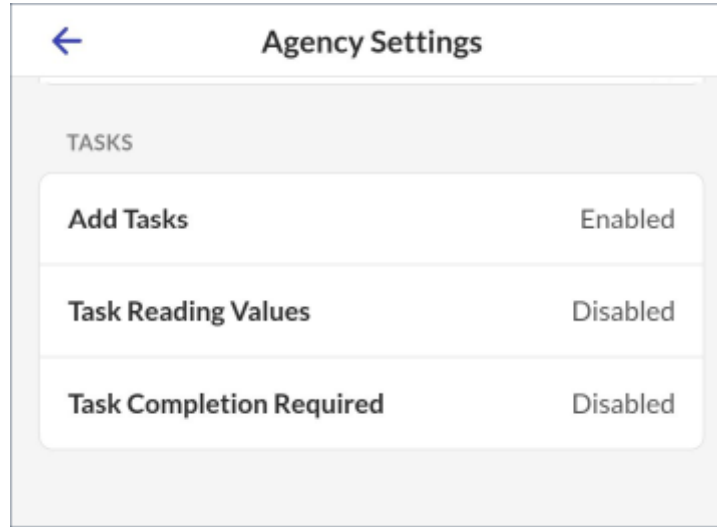 Agency Settings
TASKS
Add Tasks Enabled
Task Reading Values Disabled
Task Completion Required Disabled